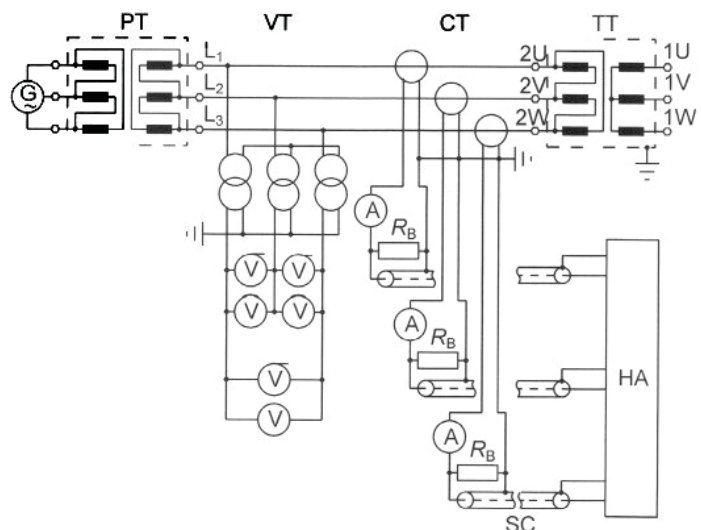 PT VT CT TT
L1 2U 1U
G
~
L2 2V 1V
L3 2W 1W
A
RB
V V
V V
A
RB
HA
V
V
A
RB
SC